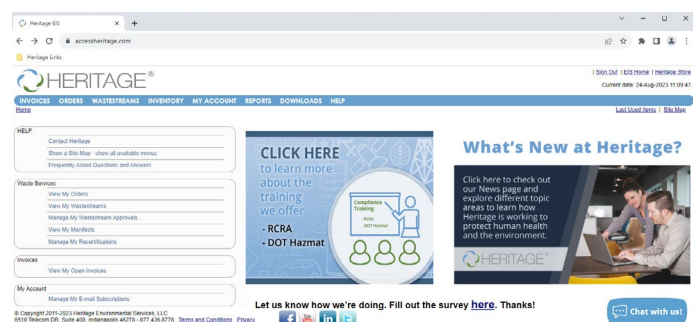 Heritage EIS
accessheritage.com
Heritage Links
HERITAGE®
| Sign Out | EIS Home | Heritage Store
Current date: 24-Aug-2023 11:09:47
INVOICES ORDERS WASTESTREAMS INVENTORY MY ACCOUNT REPORTS DOWNLOADS HELP
Home
Last Used Items | Site Map
HELP
Contact Heritage
Show a Site Map - show all available menus
Frequently Asked Questions and Answers
Waste Services
View My Orders
View My Wastestreams
Manage My Wastestream Approvals
View My Manifests
Manage My Recertifications
Invoices
View My Open Invoices
My Account
Manage My E-mail Subscriptions
CLICK HERE
to learn more
about the
training
we offer
- RCRA
- DOT Hazmat
Compliance
Training
- RCRA
- DOT Hazmat
What's New at Heritage?
Click here to check out
our News page and
explore different topic
areas to learn how
Heritage is working to
protect human health
and the environment.
HERITAGE®
Let us know how we're doing. Fill out the survey here. Thanks!
Chat with us!
© Copyright 2011-2023 Heritage Environmental Services, LLC
6510 Telecom DR. Suite 400, Indianapolis 46278 - 877.436.8778 Terms and Conditions Privacy